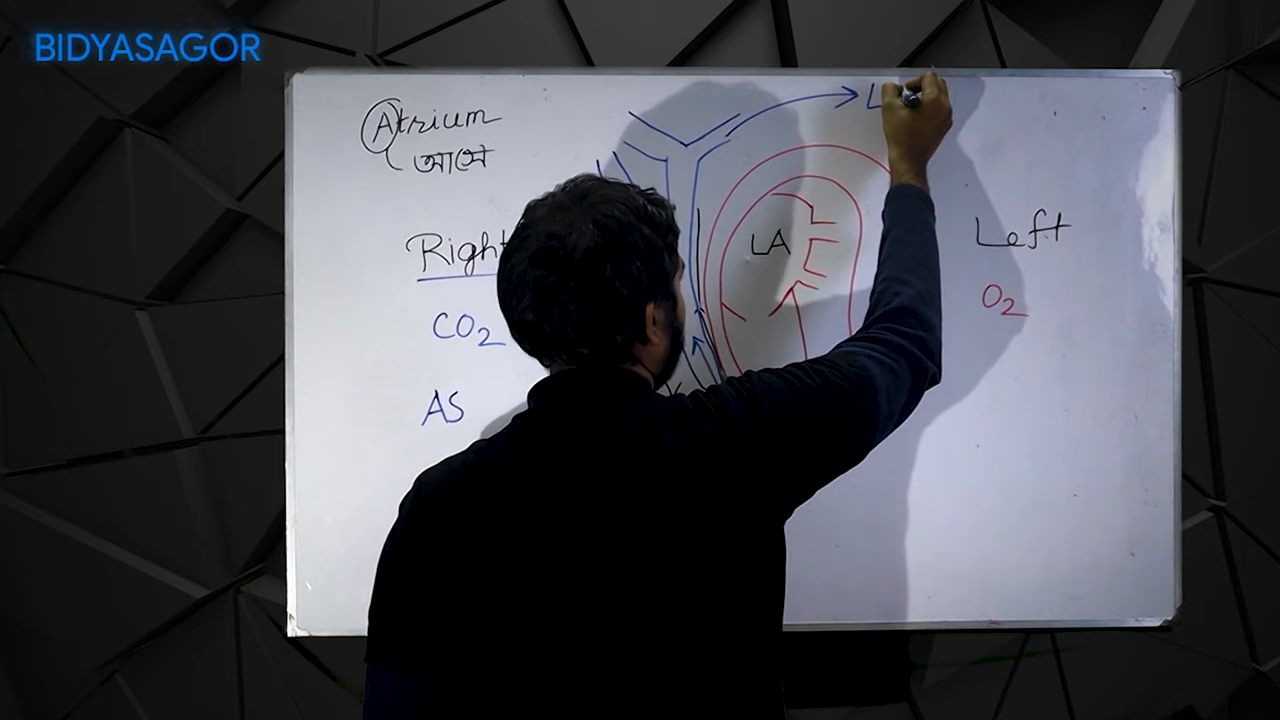 BIDYASAGOR
Atrium
আসে
Right
Left
CO2
O2
AS
LA
L